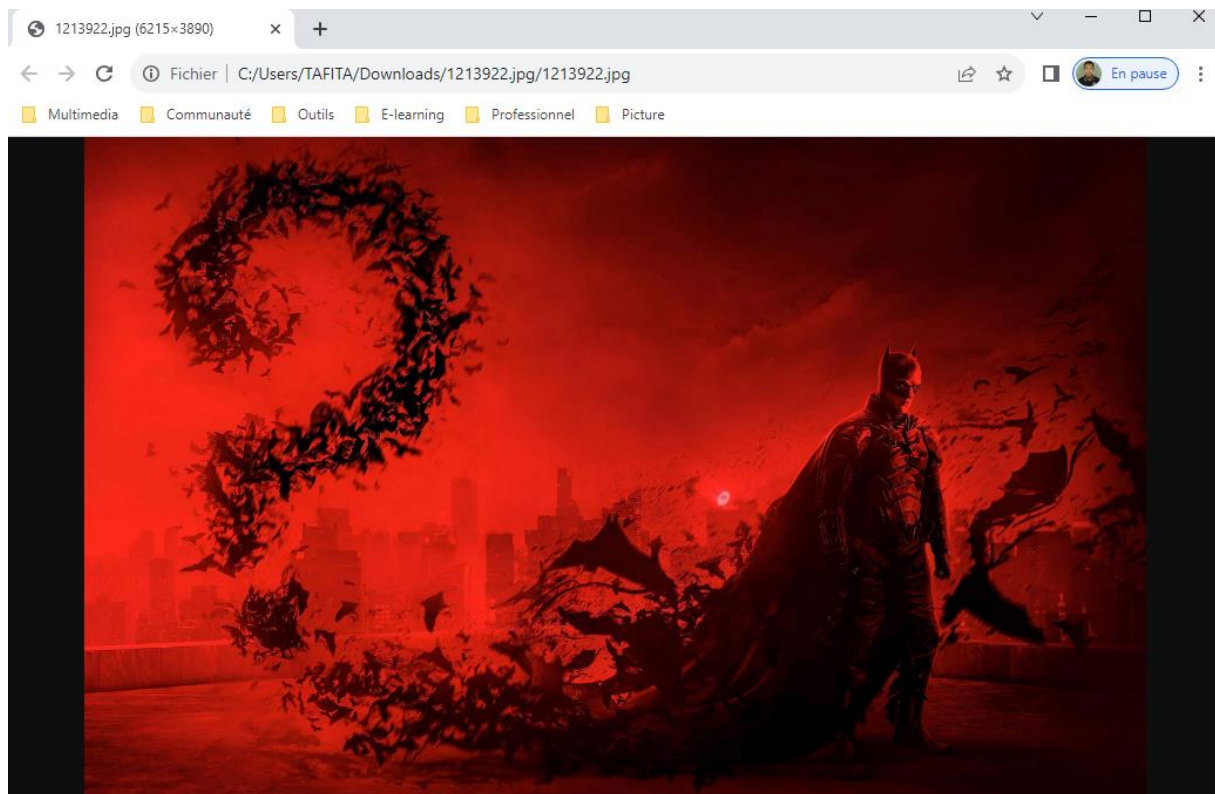 1213922.jpg (6215×3890)
Fichier | C:/Users/TAFITA/Downloads/1213922.jpg/1213922.jpg En pause
Multimedia Communauté Outils E-learning Professionnel Picture